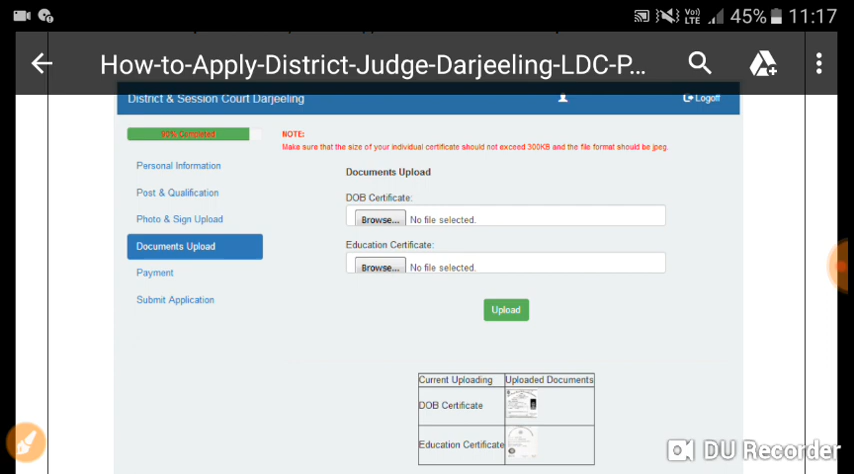 Vo)) LTE 45% 11:17
How-to-Apply-District-Judge-Darjeeling-LDC-P...
District & Session Court Darjeeling Logoff
90% Completed
NOTE:
Make sure that the size of your individual certificate should not exceed 300KB and the file format should be jpeg.
Personal Information
Post & Qualification
Photo & Sign Upload
Documents Upload
Payment
Submit Application
Documents Upload
DOB Certificate:
Browse... No file selected.
Education Certificate:
Browse... No file selected.
Upload
Current Uploading Uploaded Documents
DOB Certificate
Education Certificate
DU Recorder